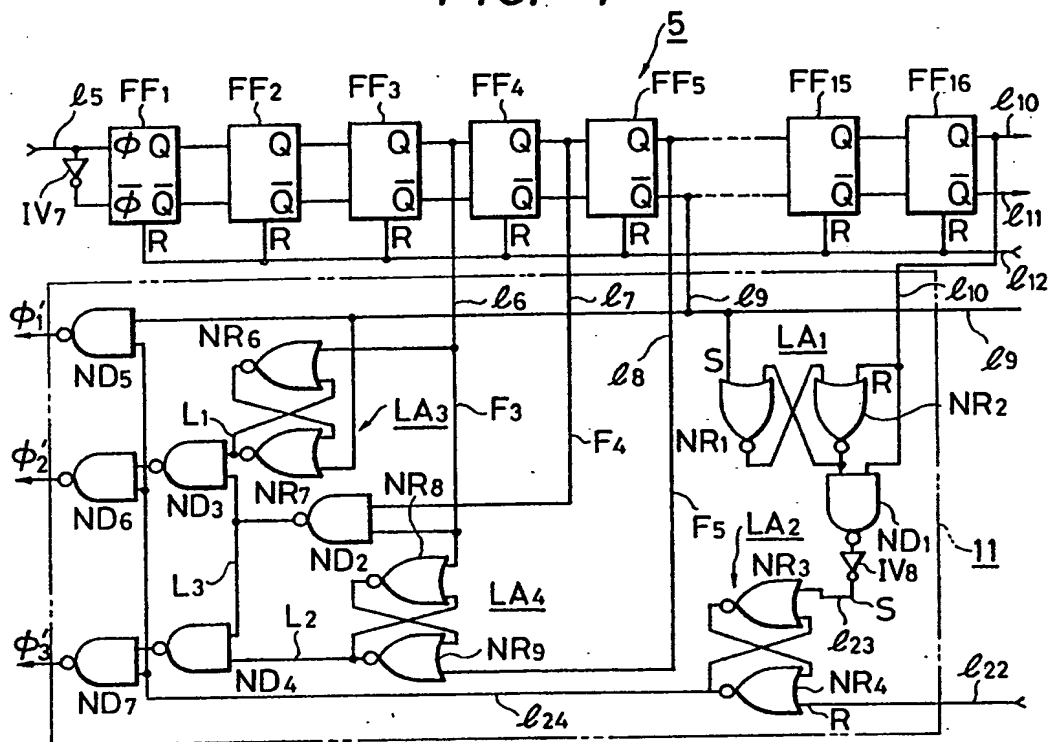 5
ℓ5 FF1 FF2 FF3 FF4 FF5 FF15 FF16 ℓ10
φ Q Q Q Q Q Q Q
IV7 φ̅ Q̅ Q̅ Q̅ Q̅ Q̅ Q̅ Q̅ ℓ11
R R R R R R R ℓ12
ℓ6 ℓ7 ℓ9 ℓ10
φ1' NR6 ℓ8 S LA1 R ℓ9
ND5
L1 LA3 F3 F4 NR1 NR2
φ2'
ND6 ND3 NR7 NR8 F5 LA2 ND1 11
ND2 NR3 IV8
L3 LA4 S
L2 ℓ23
φ3' NR9 NR4 ℓ22
ND7 ND4 ℓ24 R